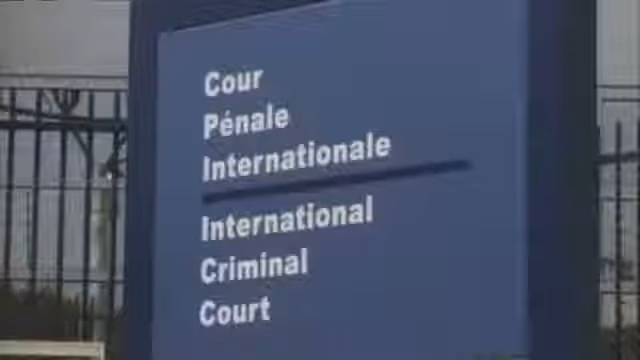 Cour
Pénale
Internationale
International
Criminal
Court